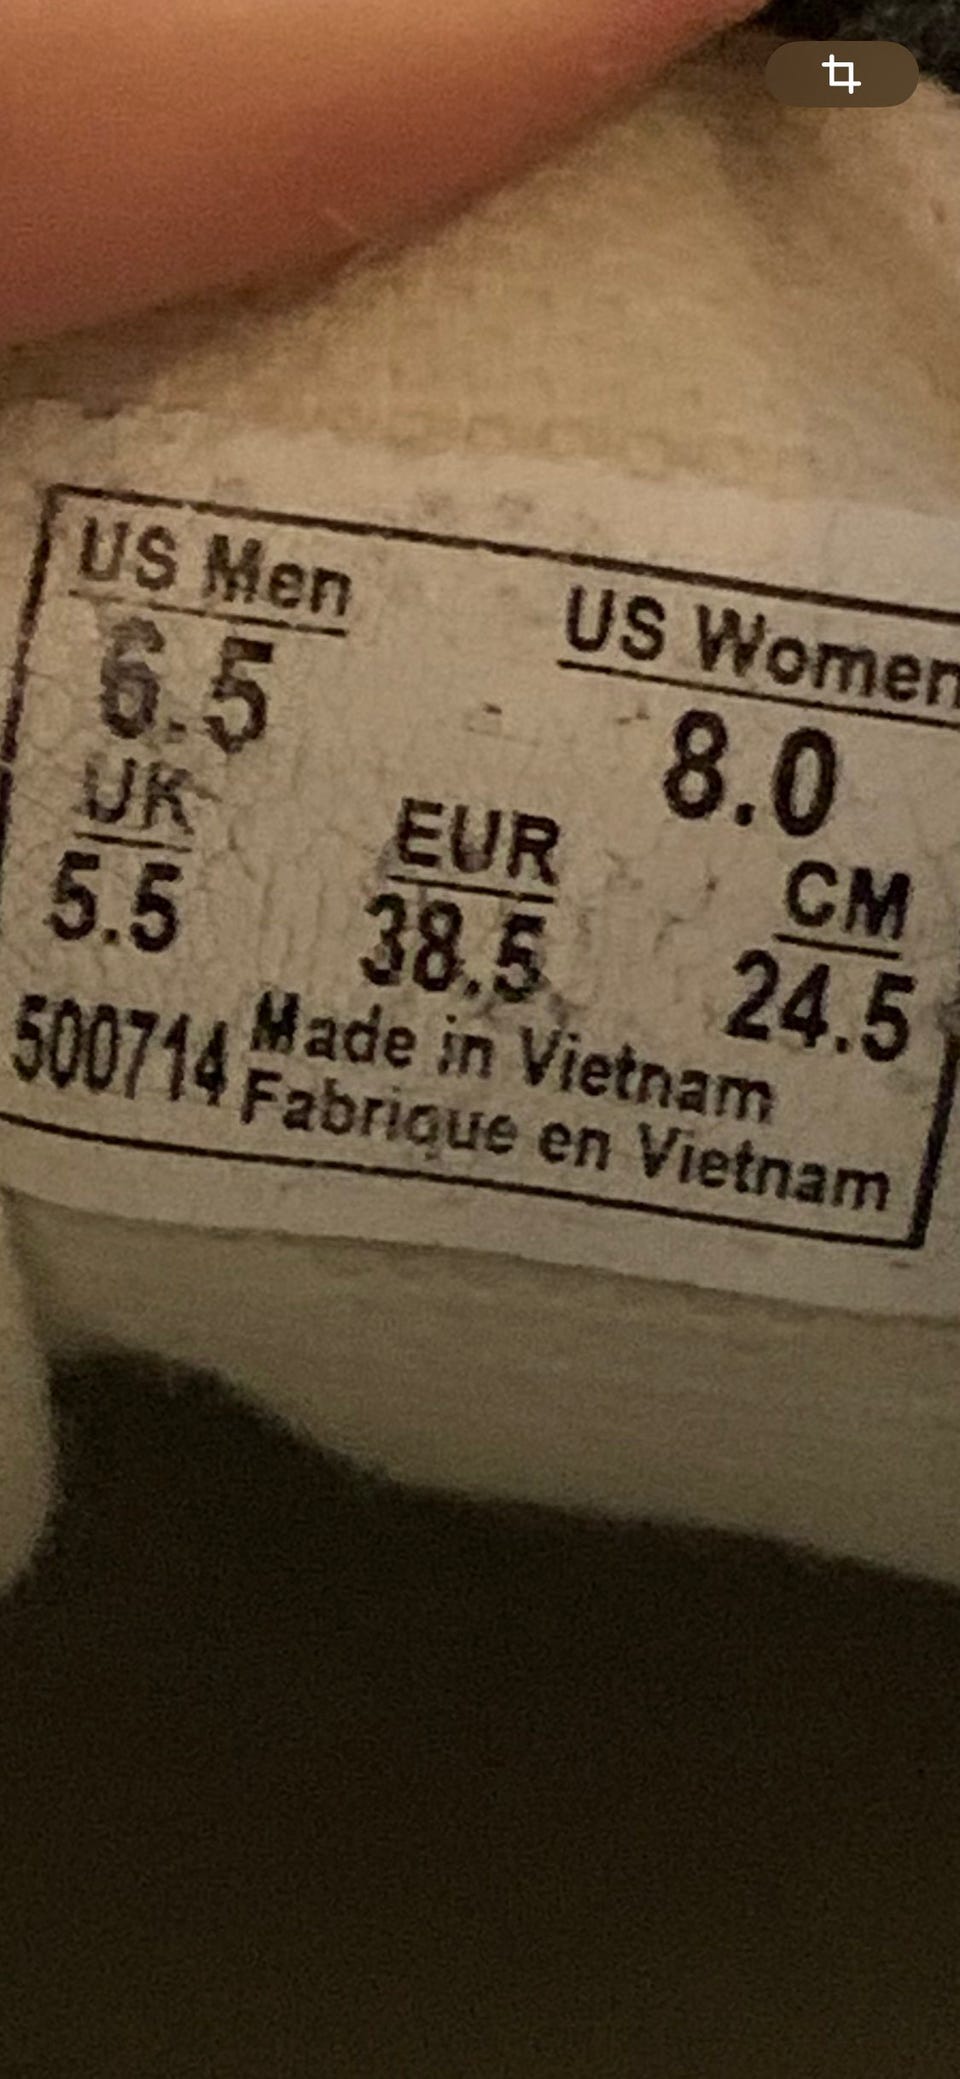 US Men US Women
6.5 8.0
UK EUR CM
5.5 38.5 24.5
500714 Made in Vietnam
Fabrique en Vietnam